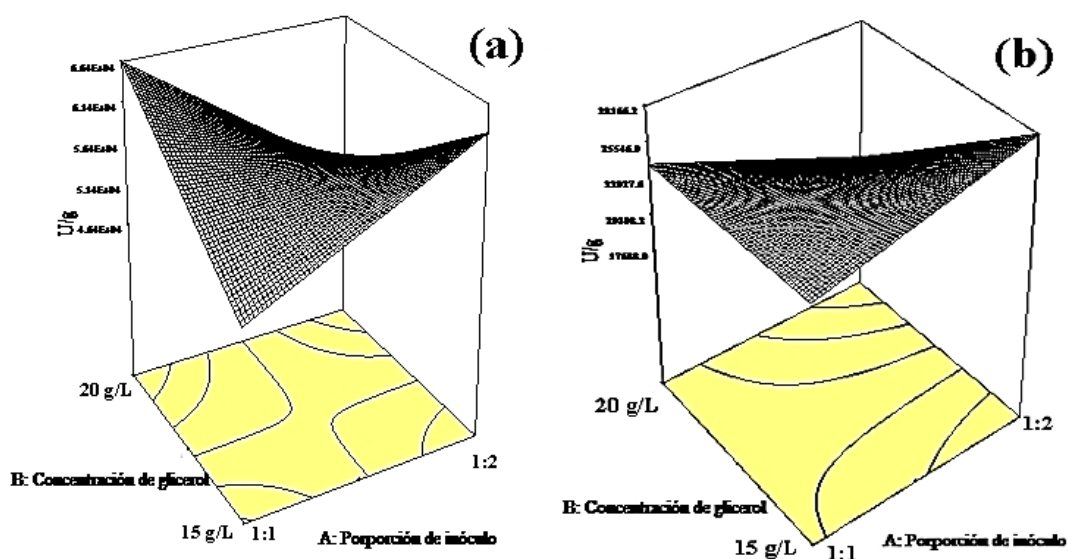 (a)
6.64E+04
6.14E+04
5.64E+04
5.14E+04
4.64E+04
U/g
20 g/L
B: Concentración de glicerol
15 g/L
1:1
A: Porporción de inóculo
1:2
(b)
25546.9
U/g
20 g/L
B: Concentración de glicerol
15 g/L
1:1
A: Porporción de inóculo
1:2